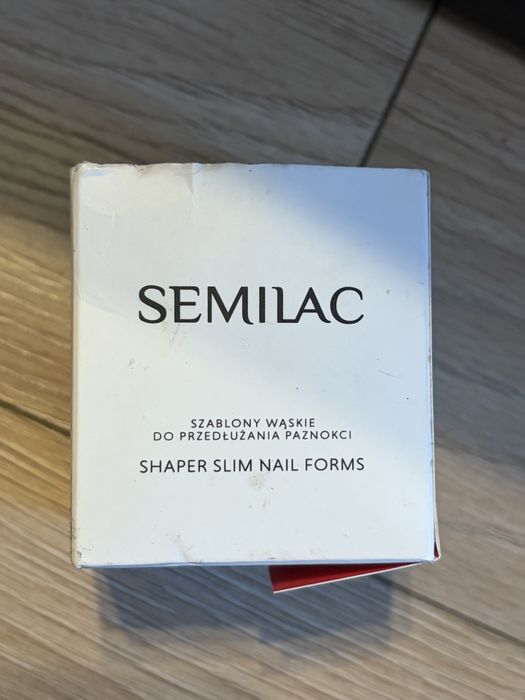 SEMILAC
SZABLONY WĄSKIE
DO PRZEDŁUŻANIA PAZNOKCI
SHAPER SLIM NAIL FORMS